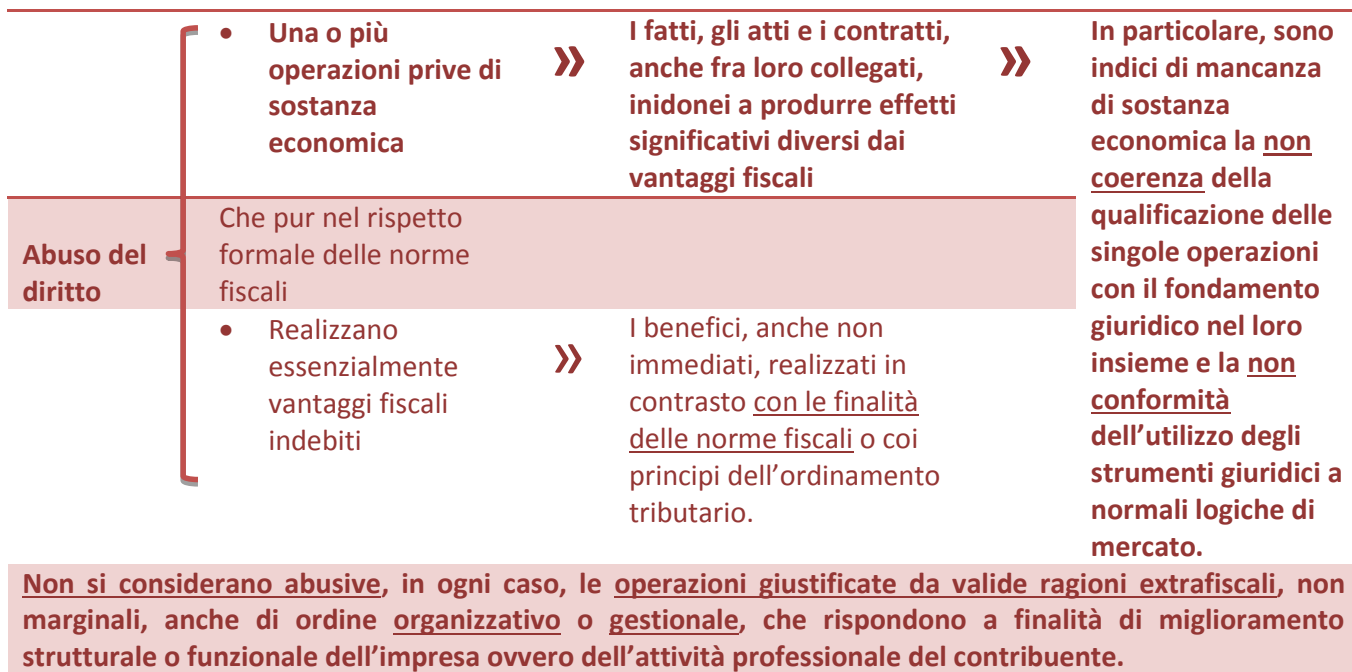 • Una o più
operazioni prive di
sostanza
economica
»
I fatti, gli atti e i contratti,
anche fra loro collegati,
inidonei a produrre effetti
significativi diversi dai
vantaggi fiscali
»
In particolare, sono
indici di mancanza
di sostanza
economica la non
coerenza della
qualificazione delle
singole operazioni
con il fondamento
giuridico nel loro
insieme e la non
conformità
dell’utilizzo degli
strumenti giuridici a
normali logiche di
mercato.
Abuso del
diritto
Che pur nel rispetto
formale delle norme
fiscali
• Realizzano
essenzialmente
vantaggi fiscali
indebiti
»
I benefici, anche non
immediati, realizzati in
contrasto con le finalità
delle norme fiscali o coi
principi dell’ordinamento
tributario.
Non si considerano abusive, in ogni caso, le operazioni giustificate da valide ragioni extrafiscali, non
marginali, anche di ordine organizzativo o gestionale, che rispondono a finalità di miglioramento
strutturale o funzionale dell’impresa ovvero dell’attività professionale del contribuente.